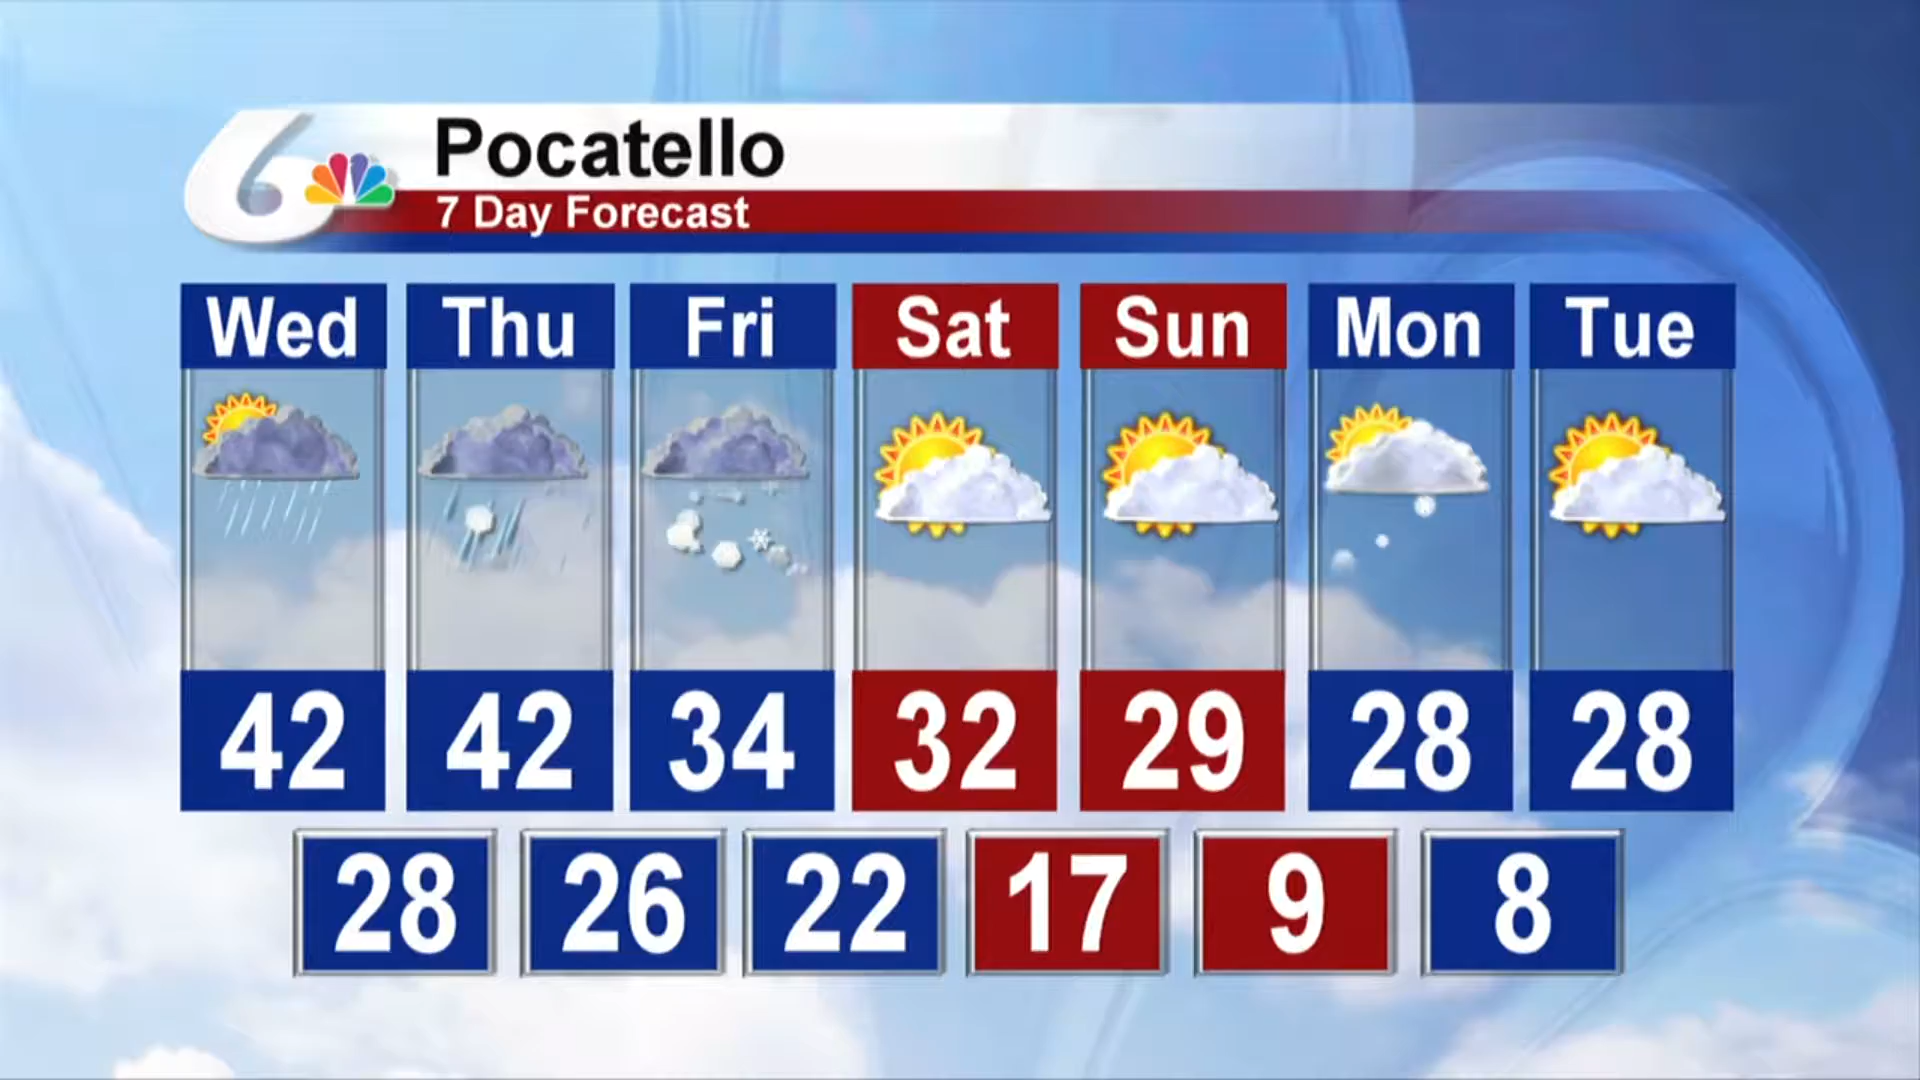 6
Pocatello
7 Day Forecast
Wed Thu Fri Sat Sun Mon Tue
42 42 34 32 29 28 28
28 26 22 17 9 8